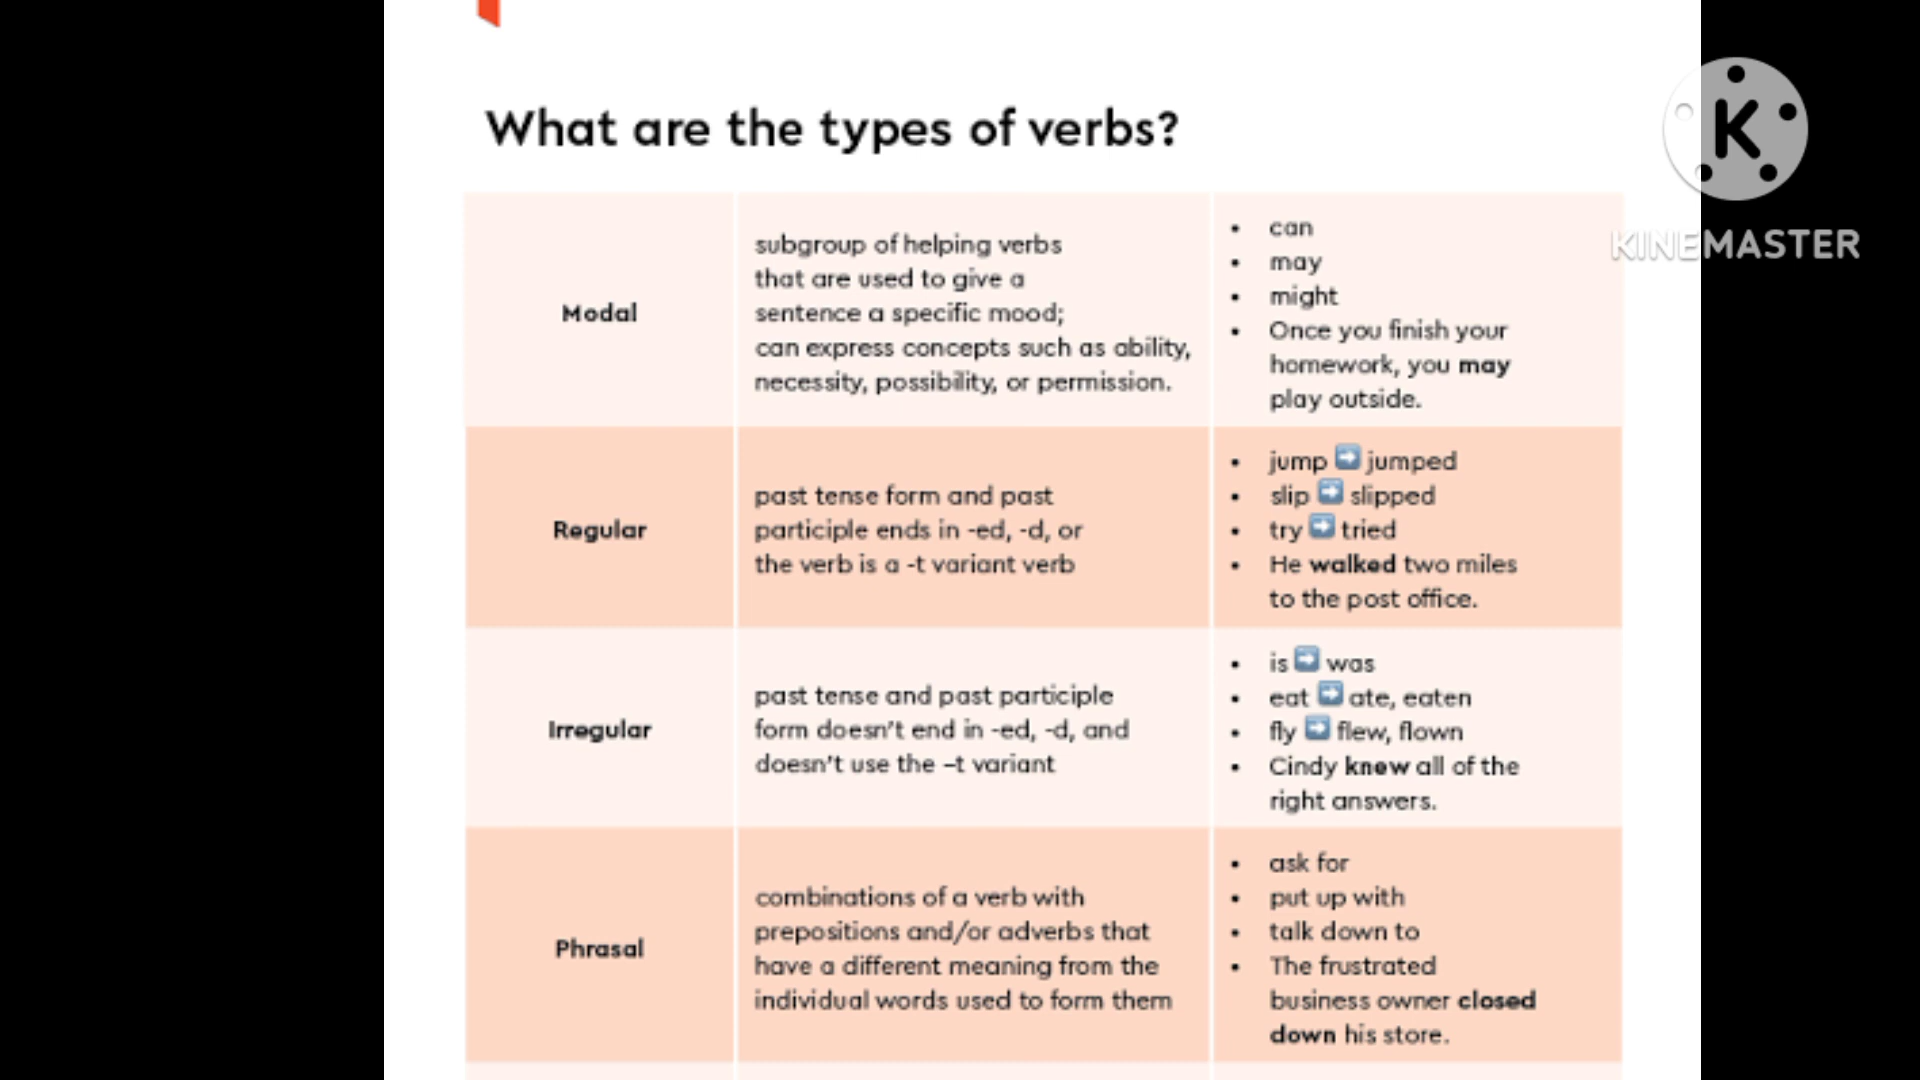 What are the types of verbs?
KINEMASTER
Modal
subgroup of helping verbs
that are used to give a
sentence a specific mood;
can express concepts such as ability,
necessity, possibility, or permission.
• can
• may
• might
• Once you finish your
homework, you may
play outside.
Regular
past tense form and past
participle ends in -ed, -d, or
the verb is a -t variant verb
• jump ➡ jumped
• slip ➡ slipped
• try ➡ tried
• He walked two miles
to the post office.
Irregular
past tense and past participle
form doesn't end in -ed, -d, and
doesn't use the –t variant
• is ➡ was
• eat ➡ ate, eaten
• fly ➡ flew, flown
• Cindy knew all of the
right answers.
Phrasal
combinations of a verb with
prepositions and/or adverbs that
have a different meaning from the
individual words used to form them
• ask for
• put up with
• talk down to
• The frustrated
business owner closed
down his store.